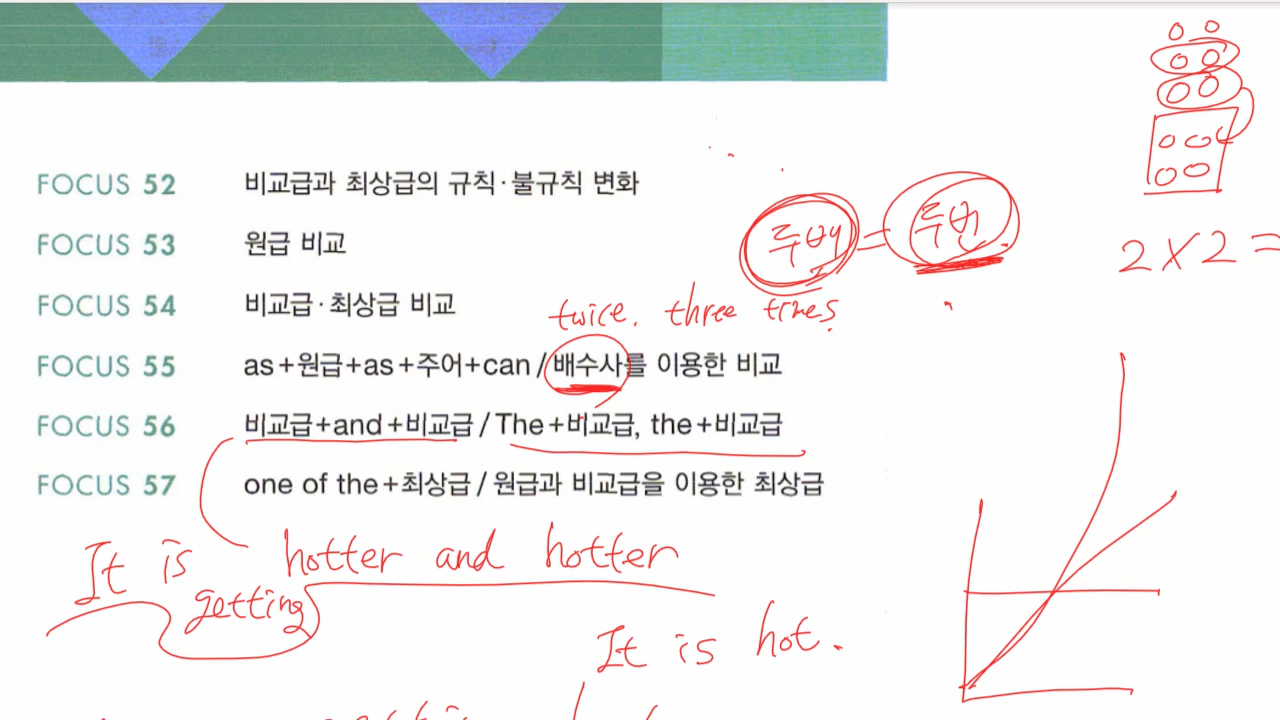 FOCUS 52 비교급과 최상급의 규칙·불규칙 변화
FOCUS 53 원급 비교
주벅 = 주번
2 × 2 =
FOCUS 54 비교급·최상급 비교
twice. three times.
FOCUS 55 as+원급+as+주어+can / 배수사를 이용한 비교
FOCUS 56 비교급+and+비교급 / The+비교급, the+비교급
FOCUS 57 one of the+최상급 / 원급과 비교급을 이용한 최상급
It is hotter and hotter
getting
It is hot.